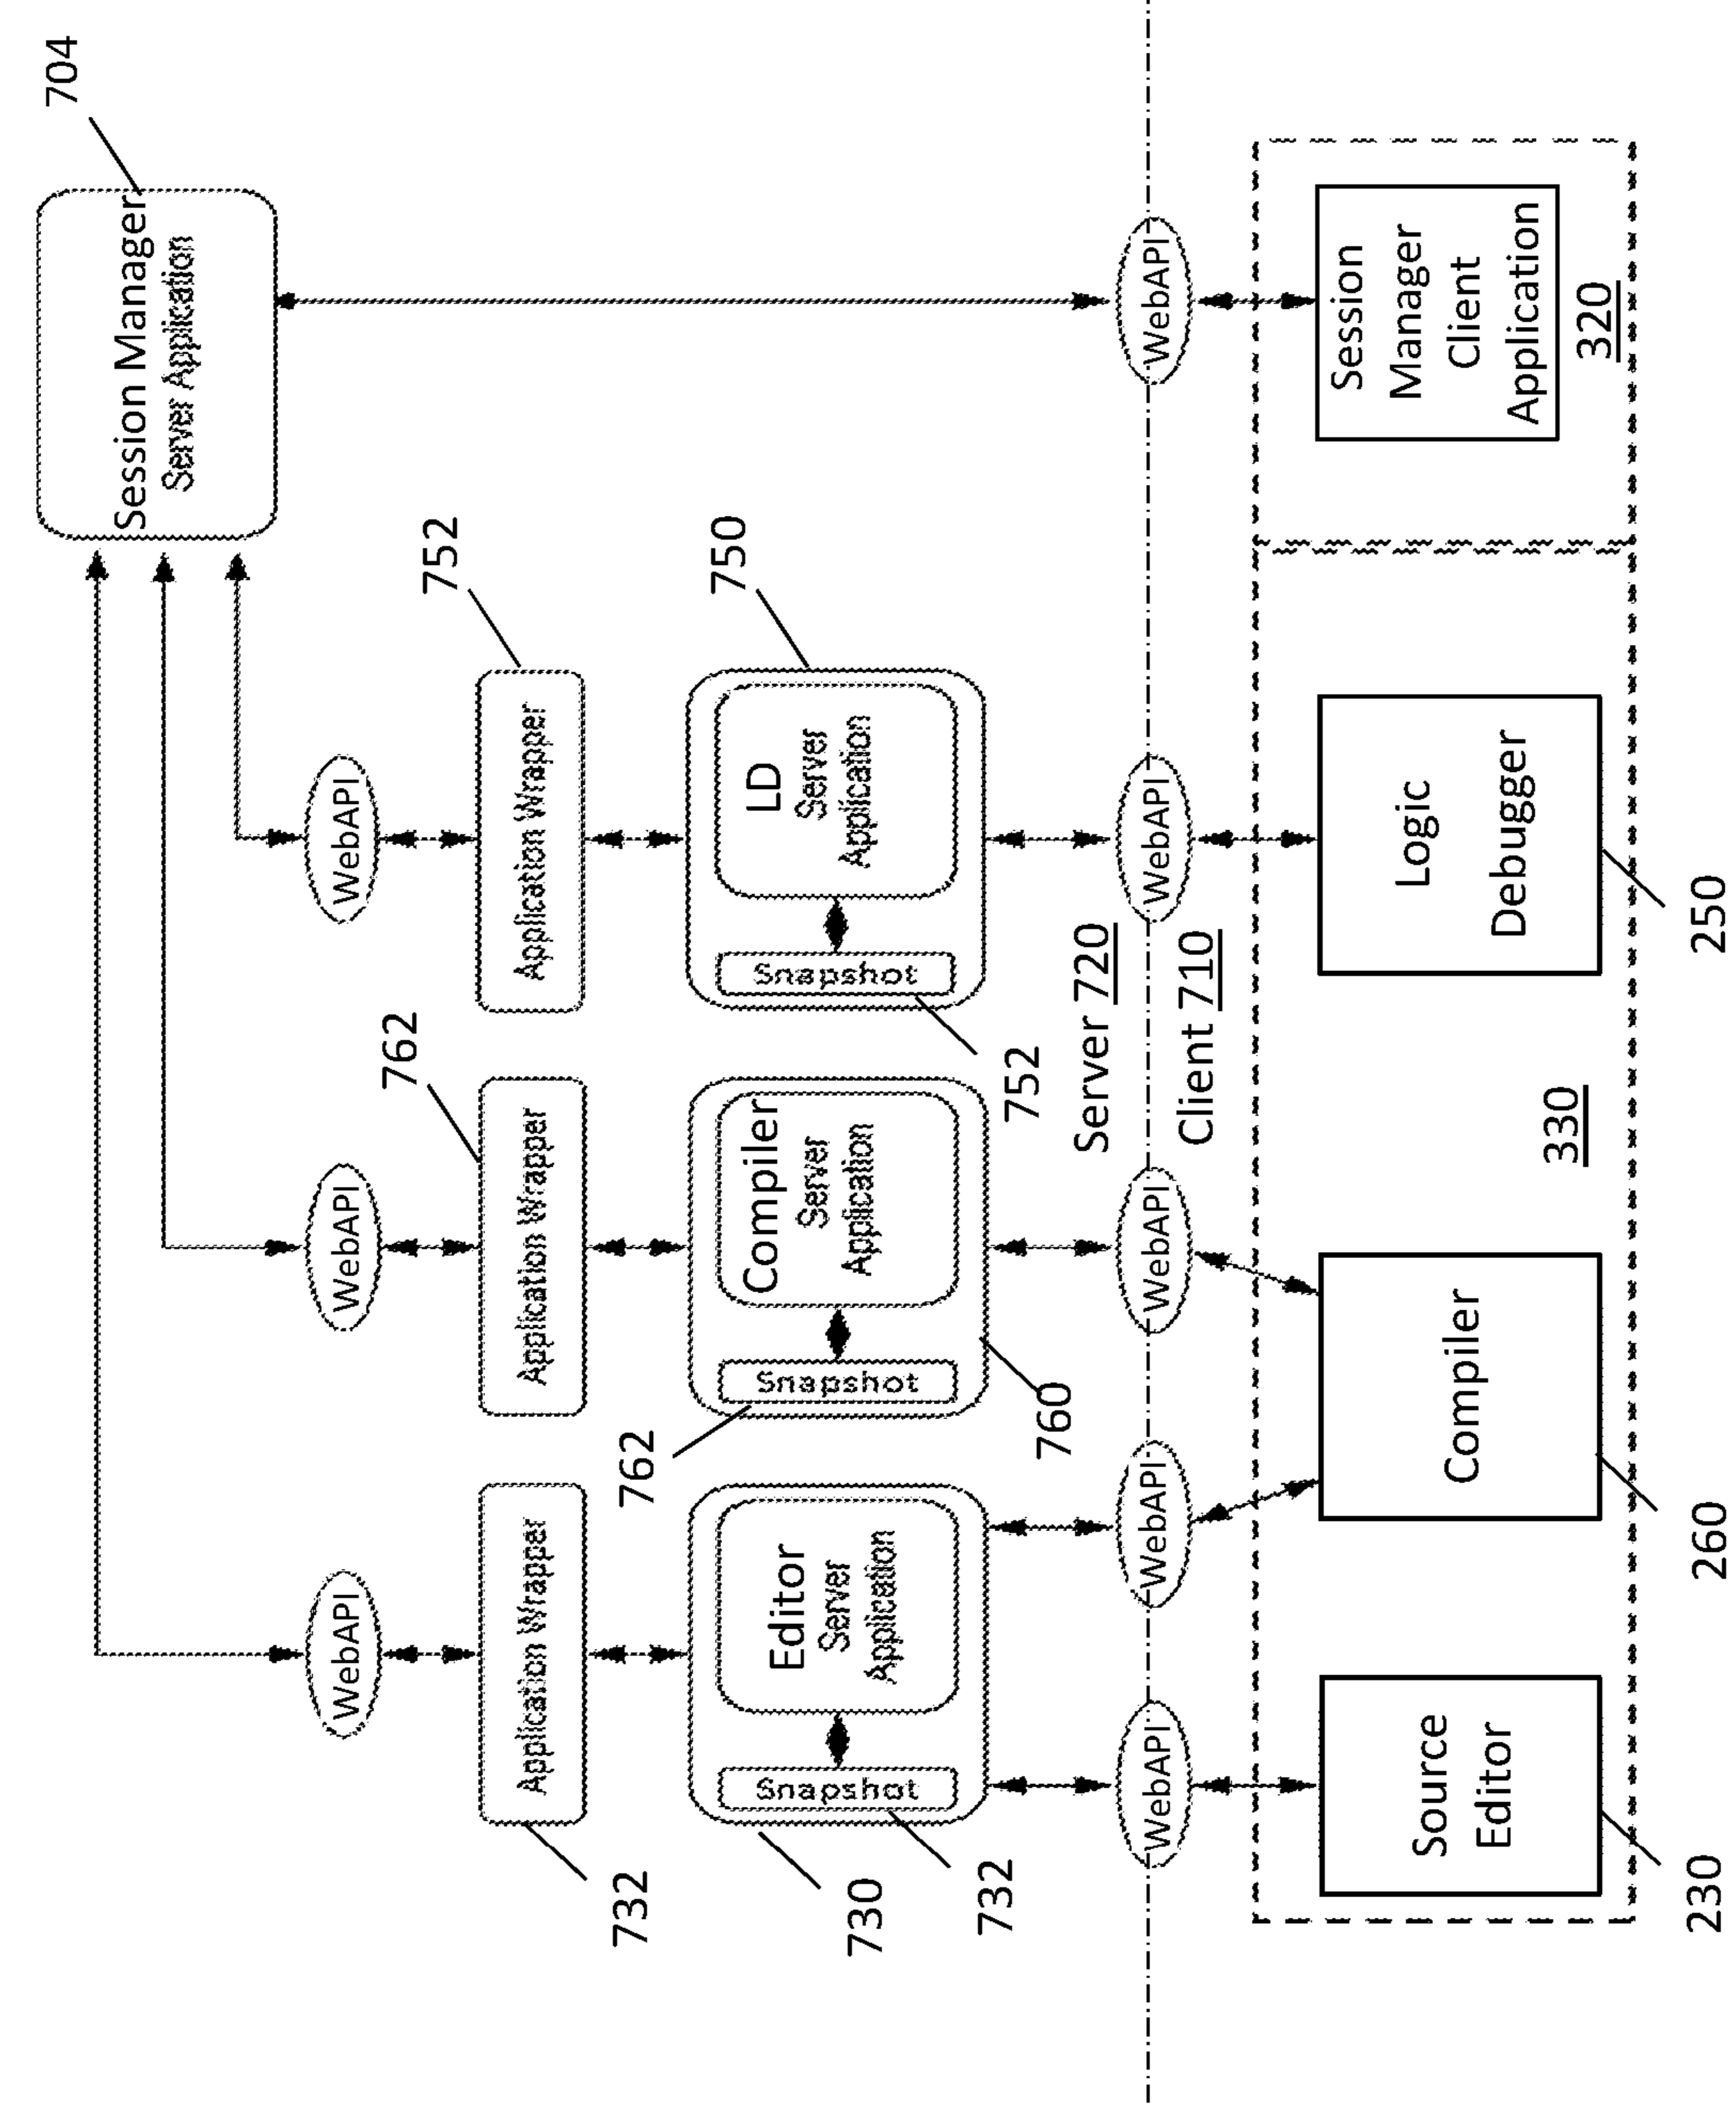 704
Session Manager
Server Application
WebAPI
WebAPI
WebAPI
732
Application Wrapper
762
Application Wrapper
752
Application Wrapper
730
732
Snapshot
Editor
Server
Application
762
Snapshot
Compiler
Server
Application
760
750
752
Snapshot
LD
Server
Application
Server 720
Client 710
WebAPI
WebAPI
WebAPI
WebAPI
WebAPI
Source
Editor
230
Compiler
260
330
Logic
Debugger
250
Session
Manager
Client
Application
320